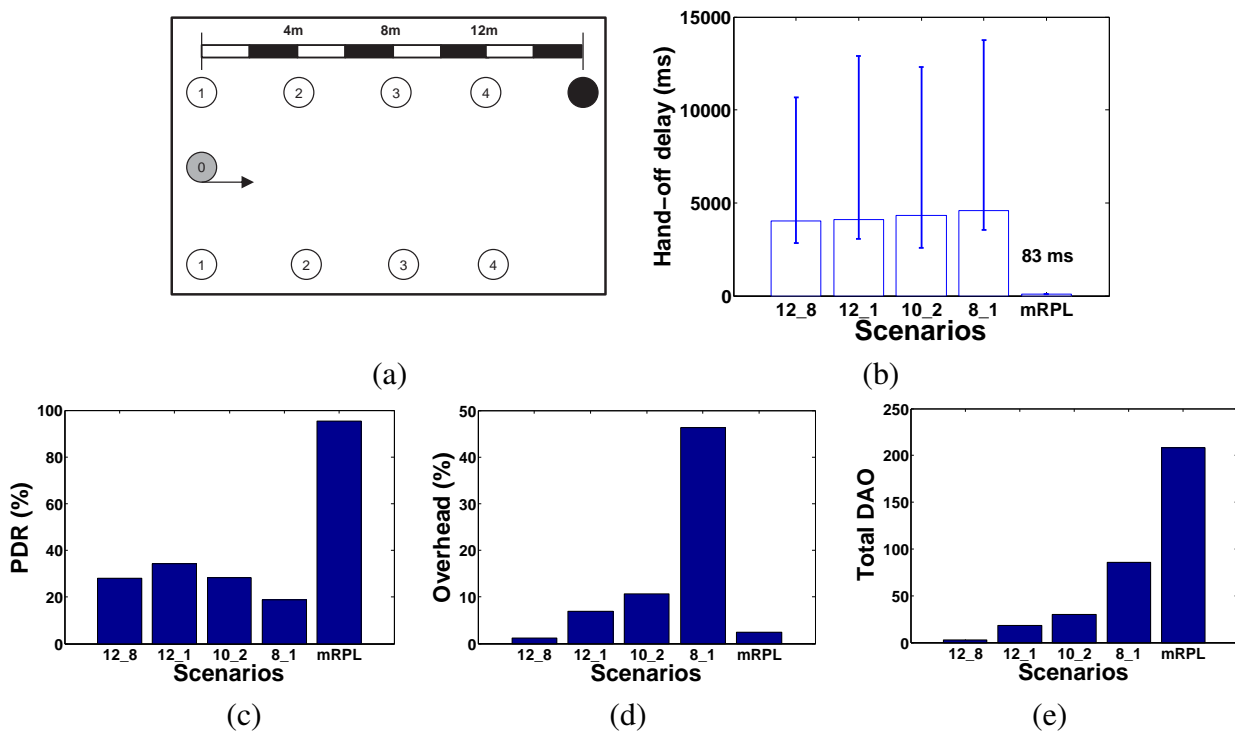 4m 8m 12m
1 2 3 4
0
1 2 3 4
(a)
Hand-off delay (ms)
15000
10000
5000
0
83 ms
12_8 12_1 10_2 8_1 mRPL
Scenarios
(b)
PDR (%)
100
80
60
40
20
0
12_8 12_1 10_2 8_1 mRPL
Scenarios
(c)
Overhead (%)
50
40
30
20
10
0
12_8 12_1 10_2 8_1 mRPL
Scenarios
(d)
Total DAO
250
200
150
100
50
0
12_8 12_1 10_2 8_1 mRPL
Scenarios
(e)